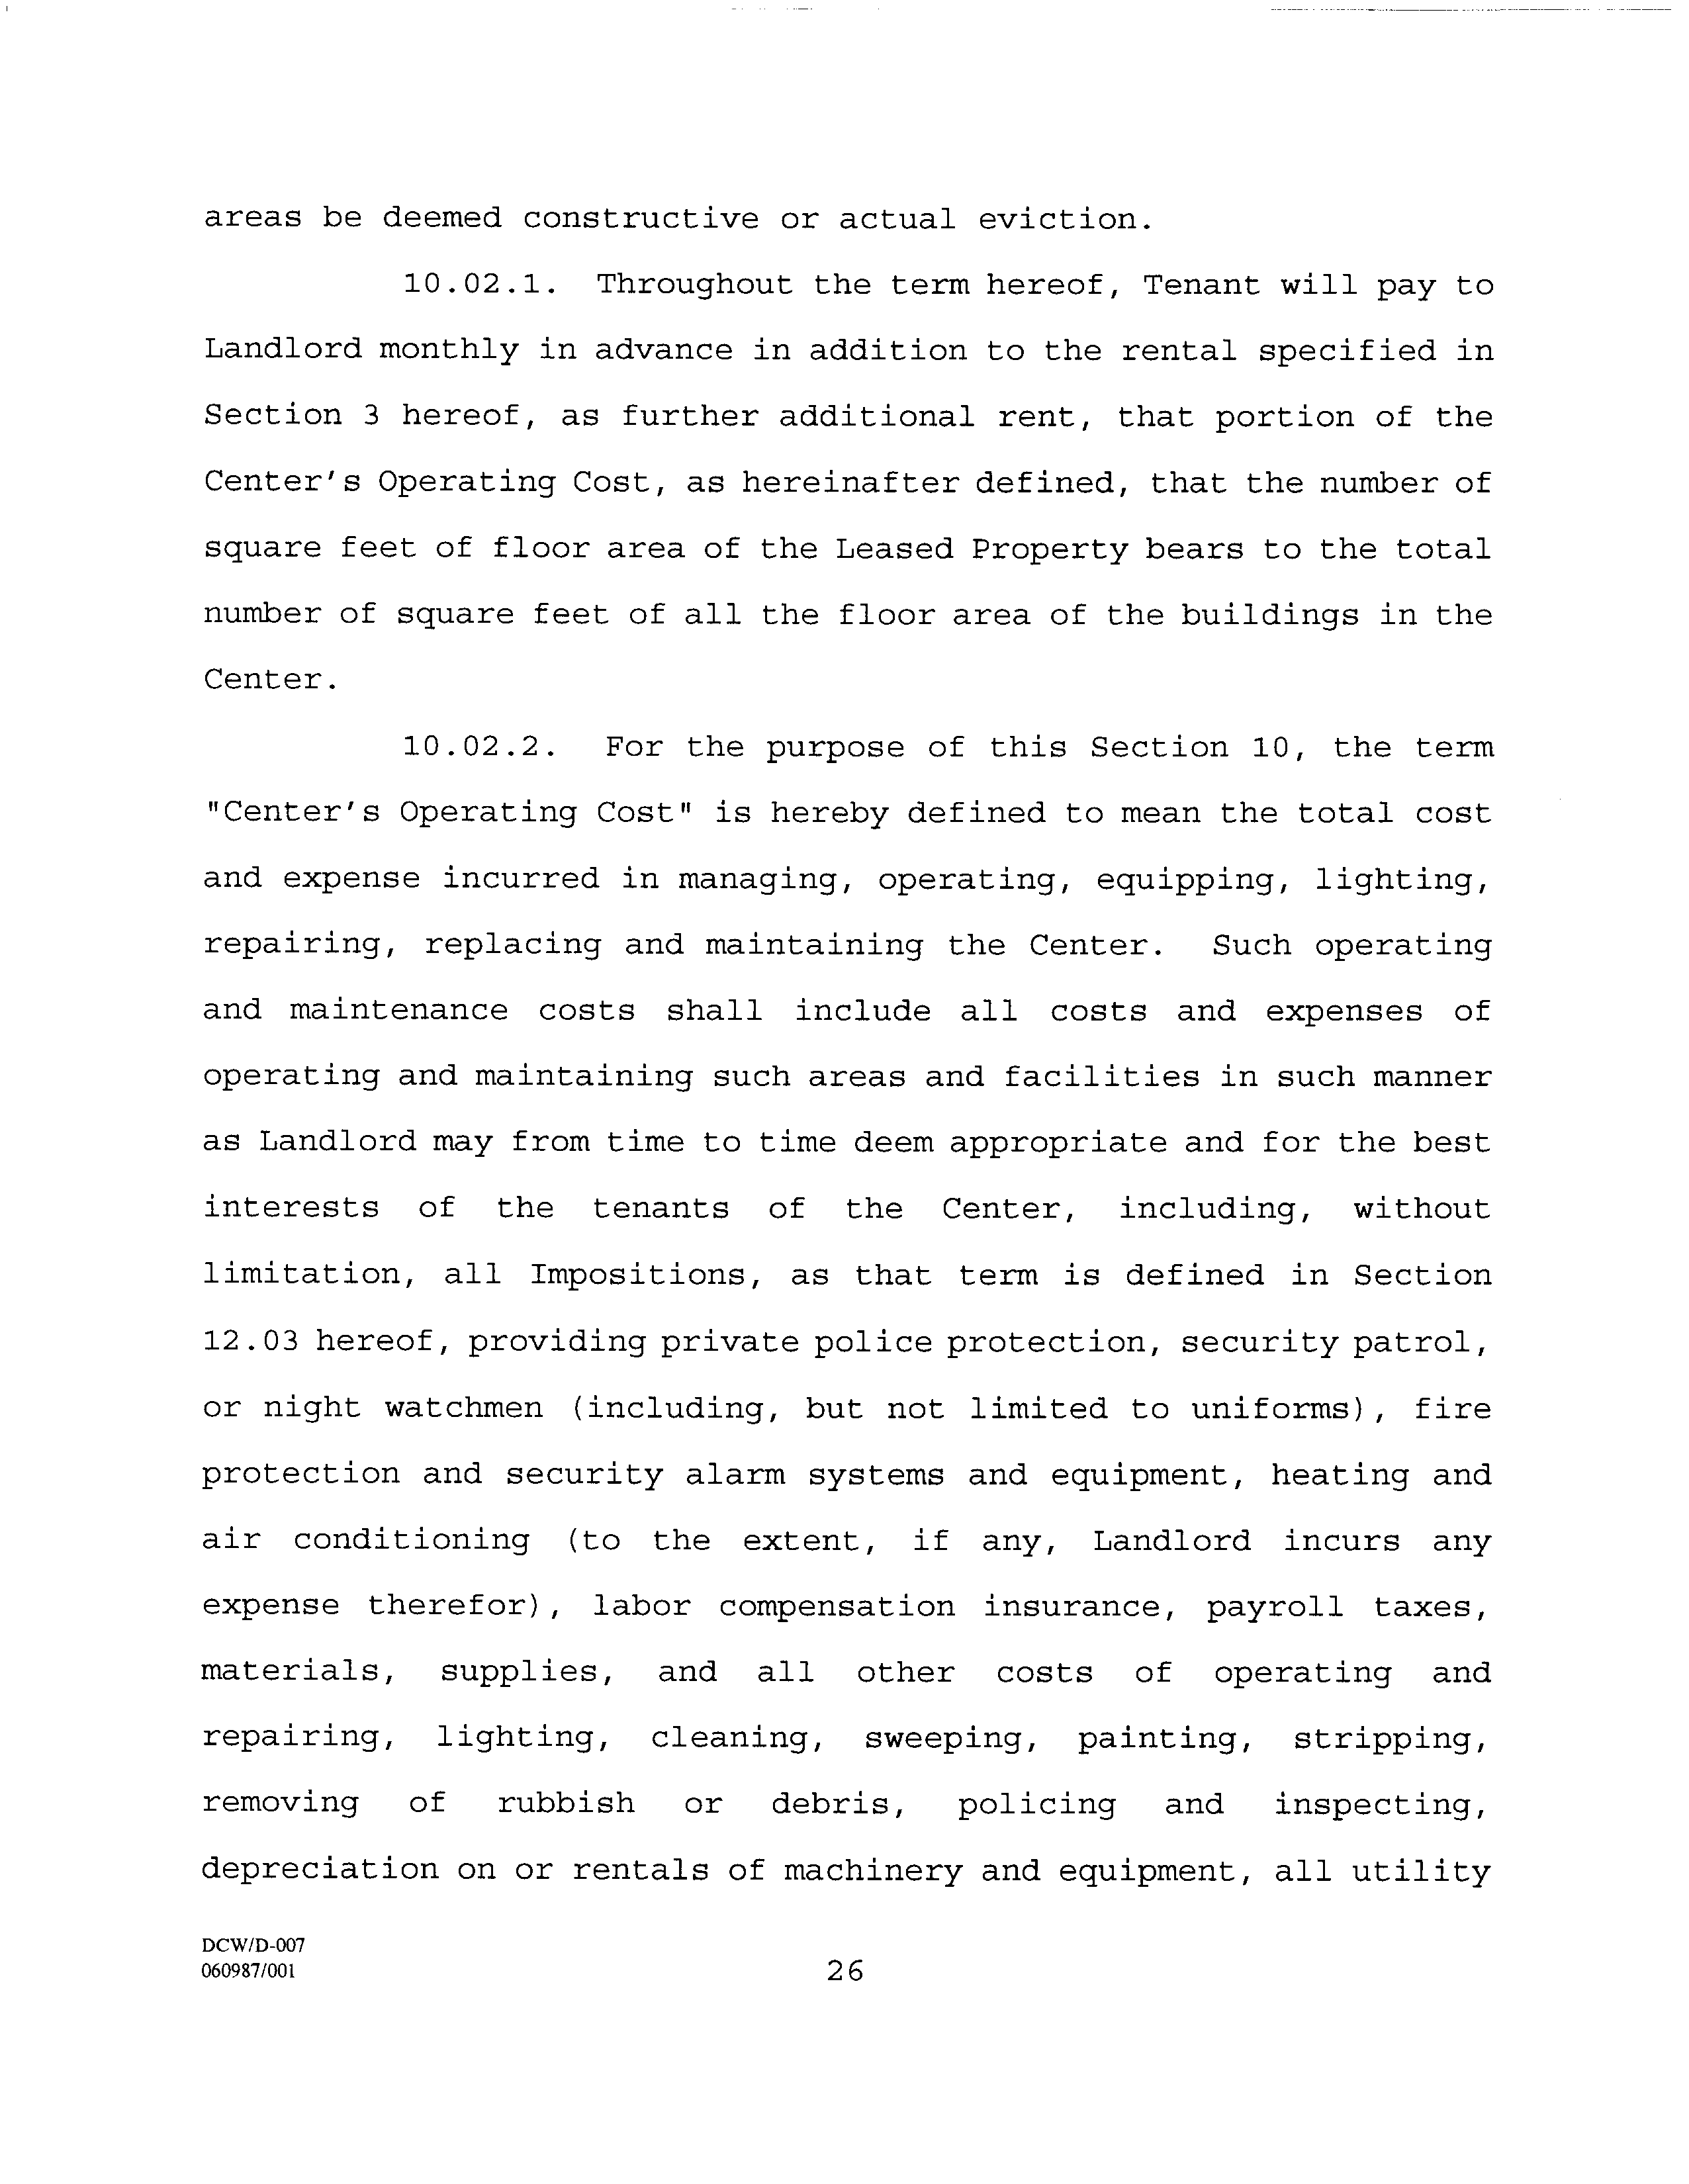 areas be deemed constructive or actual eviction.
10.02.1. Throughout the term hereof, Tenant will pay to
Landlord monthly in advance in addition to the rental specified in
Section 3 hereof, as further additional rent, that portion of the
Center's Operating Cost, as hereinafter defined, that the number of
square feet of floor area of the Leased Property bears to the total
number of square feet of all the floor area of the buildings in the
Center.
10.02.2. For the purpose of this Section 10, the term
"Center's Operating Cost" is hereby defined to mean the total cost
and expense incurred in managing, operating, equipping, lighting,
repairing, replacing and maintaining the Center. Such operating
and maintenance costs shall include all costs and expenses of
operating and maintaining such areas and facilities in such manner
as Landlord may from time to time deem appropriate and for the best
interests of the tenants of the Center, including, without
limitation, all Impositions, as that term is defined in Section
12.03 hereof, providing private police protection, security patrol,
or night watchmen (including, but not limited to uniforms), fire
protection and security alarm systems and equipment, heating and
air conditioning (to the extent, if any, Landlord incurs any
expense therefor), labor compensation insurance, payroll taxes,
materials, supplies, and all other costs of operating and
repairing, lighting, cleaning, sweeping, painting, stripping,
removing of rubbish or debris, policing and inspecting,
depreciation on or rentals of machinery and equipment, all utility
DCW/D-007
060987/001
26